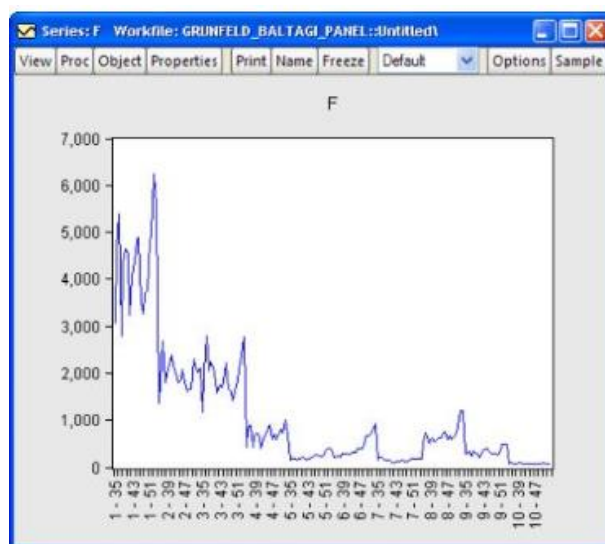 Series: F Workfile: GRUNFELD_BALTAGI_PANEL::Untitled\
View Proc Object Properties Print Name Freeze Default Options Sample
F
7,000
6,000
5,000
4,000
3,000
2,000
1,000
0
1 - 35
1 - 43
1 - 51
2 - 39
2 - 47
3 - 35
3 - 43
3 - 51
4 - 39
4 - 47
5 - 35
5 - 43
5 - 51
6 - 39
6 - 47
7 - 35
7 - 43
7 - 51
8 - 39
8 - 47
9 - 35
9 - 43
9 - 51
10 - 39
10 - 47